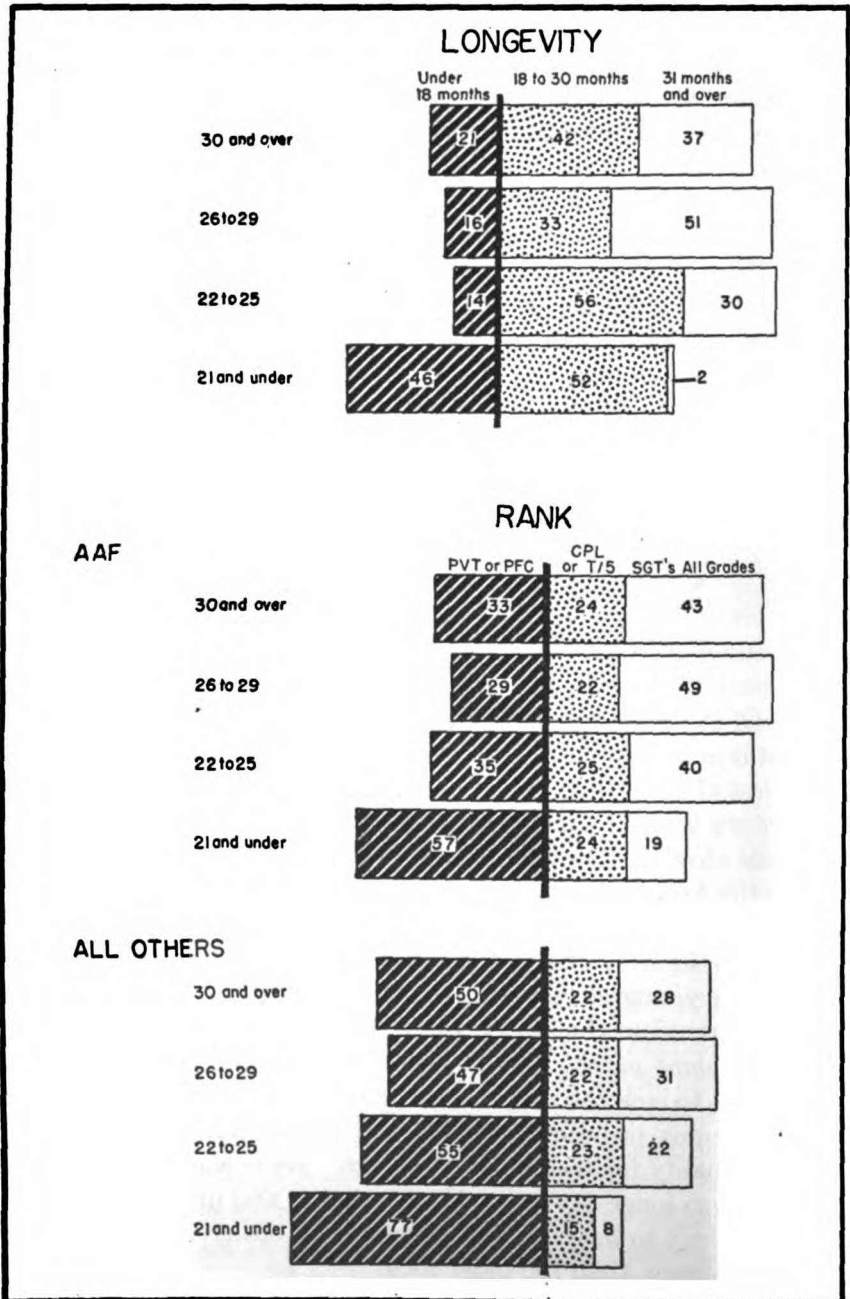 LONGEVITY
Under 18 to 30 months 31 months
18 months and over
30 and over 21 42 37
26 to 29 16 33 51
22 to 25 14 56 30
21 and under 46 52 2
RANK
AAF
CPL
PVT or PFC or T/5 SGT's All Grades
30 and over 33 24 43
26 to 29 29 22 49
22 to 25 35 25 40
21 and under 57 24 19
ALL OTHERS
30 and over 50 22 28
26 to 29 47 22 31
22 to 25 55 23 22
21 and under 77 15 8